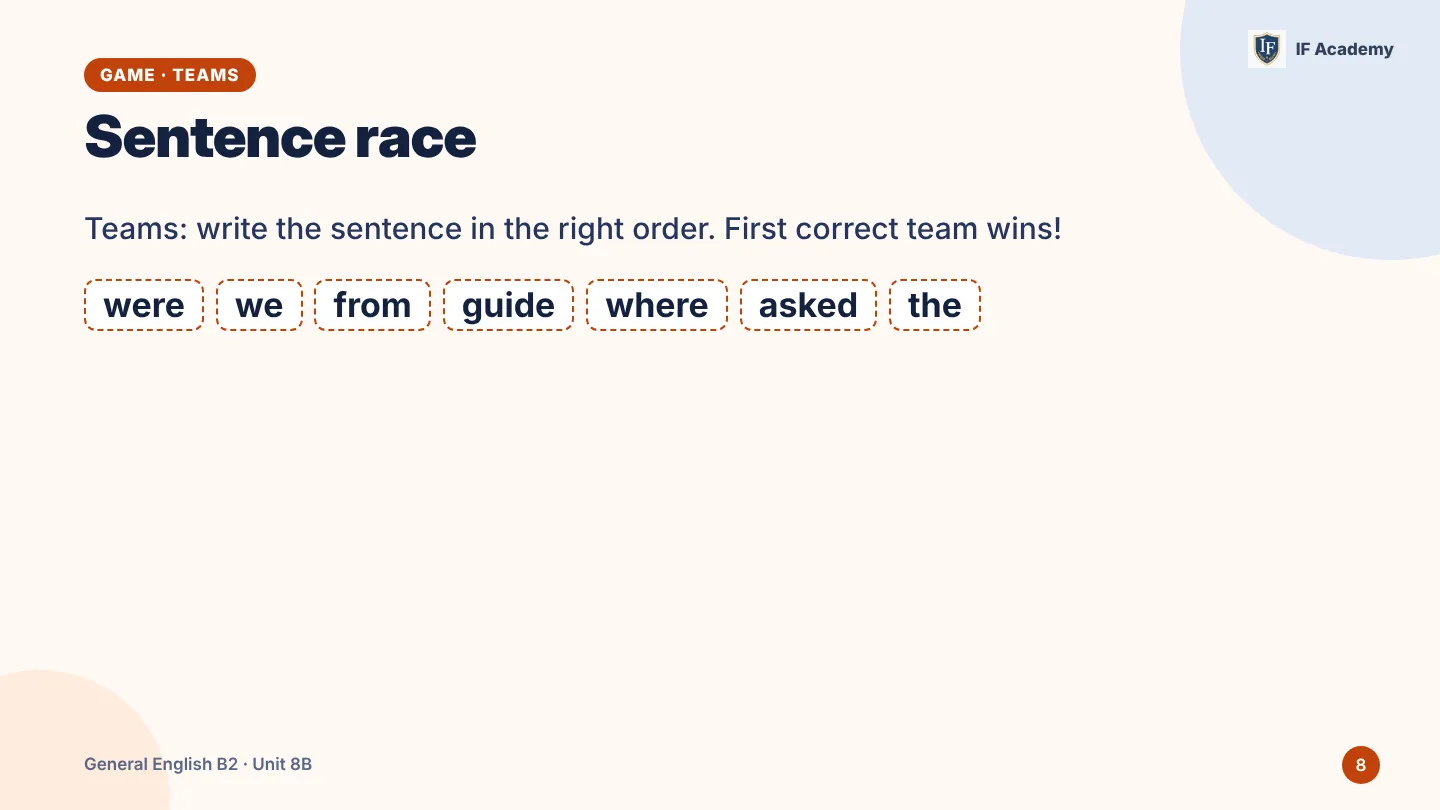 IF Academy
GAME · TEAMS
Sentence race
Teams: write the sentence in the right order. First correct team wins!
were we from guide where asked the
General English B2 · Unit 8B
8